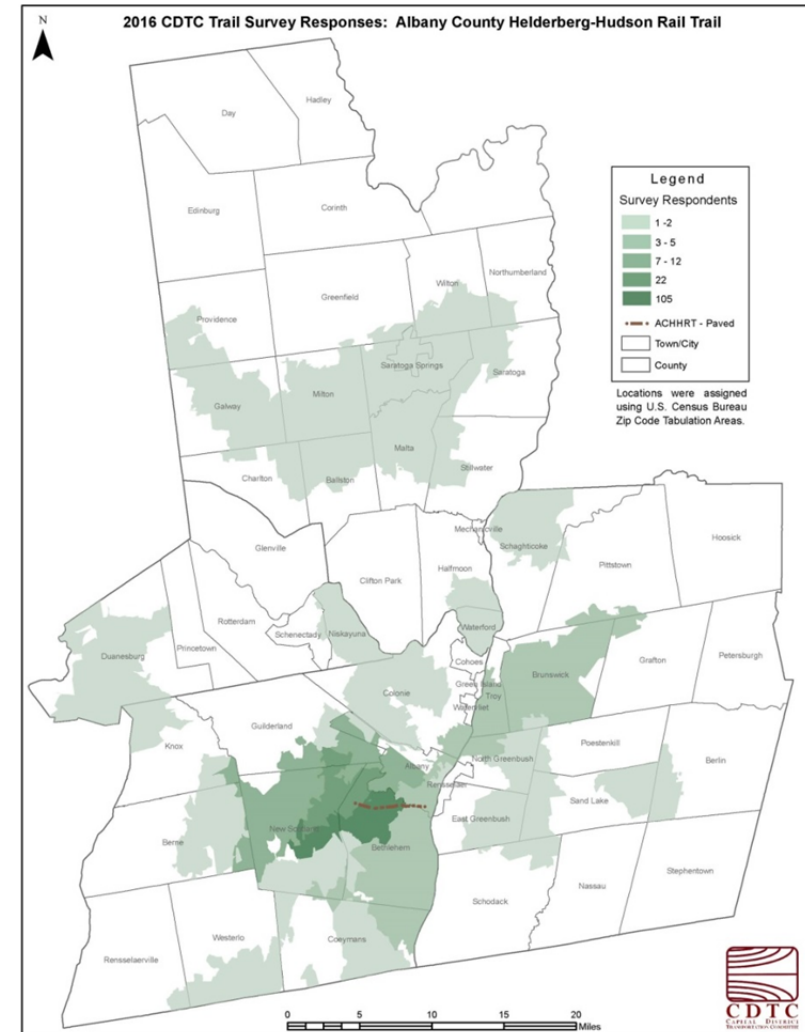 2016 CDTC Trail Survey Responses: Albany County Helderberg-Hudson Rail Trail
N
Day
Hadley
Edinburg
Corinth
Legend
Survey Respondents
1 -2
3 - 5
7 - 12
22
105
ACHHRT - Paved
Town/City
County
Locations were assigned
using U.S. Census Bureau
Zip Code Tabulation Areas.
Northumberland
Wilton
Greenfield
Providence
Saratoga Springs
Saratoga
Milton
Galway
Malta
Stillwater
Charlton
Ballston
Mechanicville
Schaghticoke
Hoosick
Glenville
Halfmoon
Pittstown
Clifton Park
Rotterdam
Waterford
Schenectady
Niskayuna
Duanesburg
Princetown
Cohoes
Grafton
Petersburgh
Brunswick
Green Island
Colonie
Troy
Watervliet
Guilderland
Knox
Poestenkill
North Greenbush
Berlin
Albany
Rensselaer
Sand Lake
East Greenbush
New Scotland
Berne
Bethlehem
Stephentown
Nassau
Schodack
Westerlo
Coeymans
Rensselaerville
0 5 10 20
Miles
CDTC
CAPITAL DISTRICT
TRANSPORTATION COMMITTEE